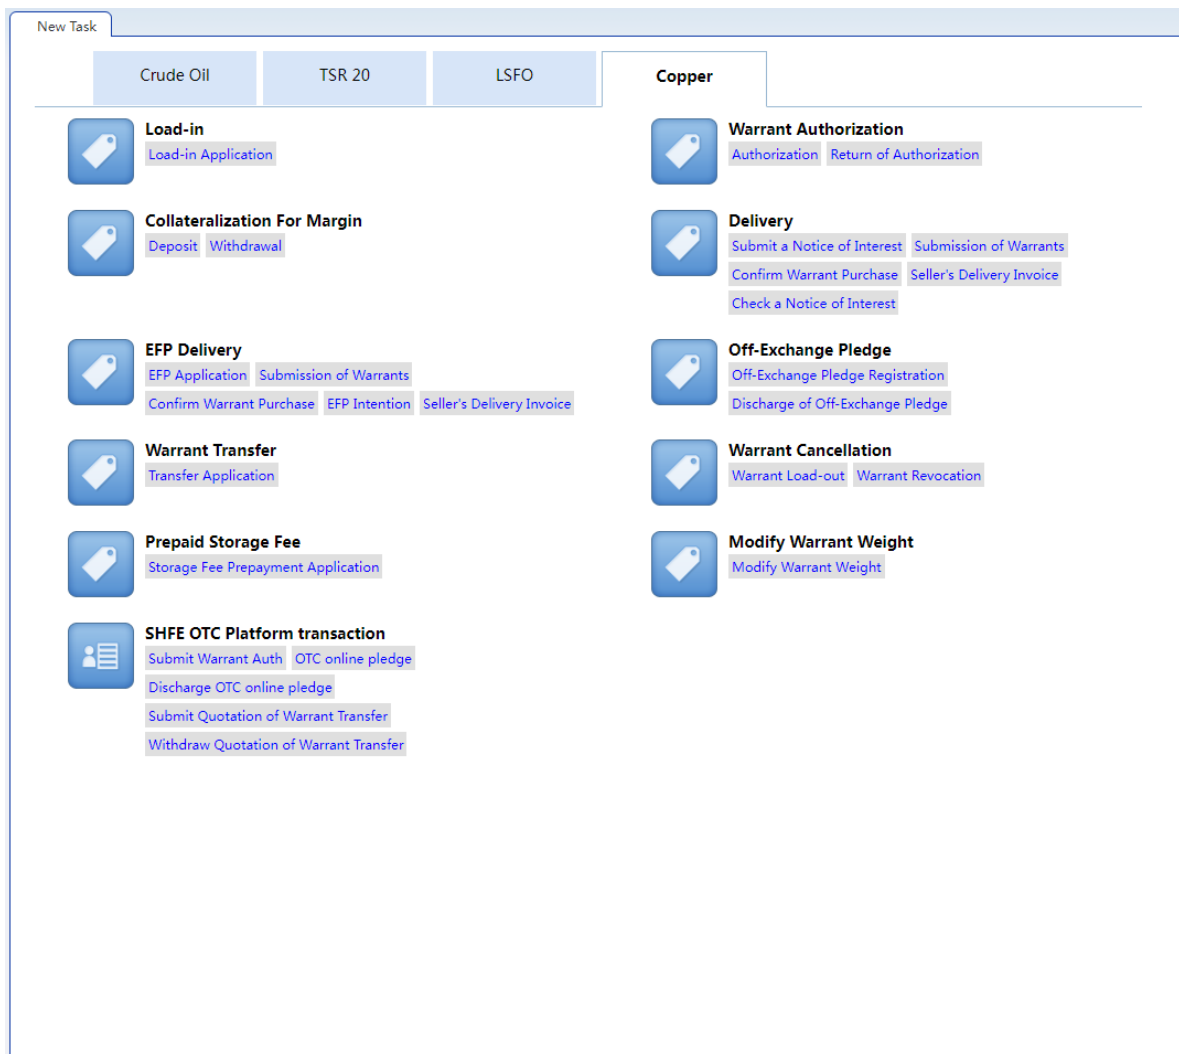 New Task
Crude Oil TSR 20 LSFO Copper
Load-in
Load-in Application
Warrant Authorization
Authorization Return of Authorization
Collateralization For Margin
Deposit Withdrawal
Delivery
Submit a Notice of Interest Submission of Warrants
Confirm Warrant Purchase Seller's Delivery Invoice
Check a Notice of Interest
EFP Delivery
EFP Application Submission of Warrants
Confirm Warrant Purchase EFP Intention Seller's Delivery Invoice
Off-Exchange Pledge
Off-Exchange Pledge Registration
Discharge of Off-Exchange Pledge
Warrant Transfer
Transfer Application
Warrant Cancellation
Warrant Load-out Warrant Revocation
Prepaid Storage Fee
Storage Fee Prepayment Application
Modify Warrant Weight
Modify Warrant Weight
SHFE OTC Platform transaction
Submit Warrant Auth OTC online pledge
Discharge OTC online pledge
Submit Quotation of Warrant Transfer
Withdraw Quotation of Warrant Transfer